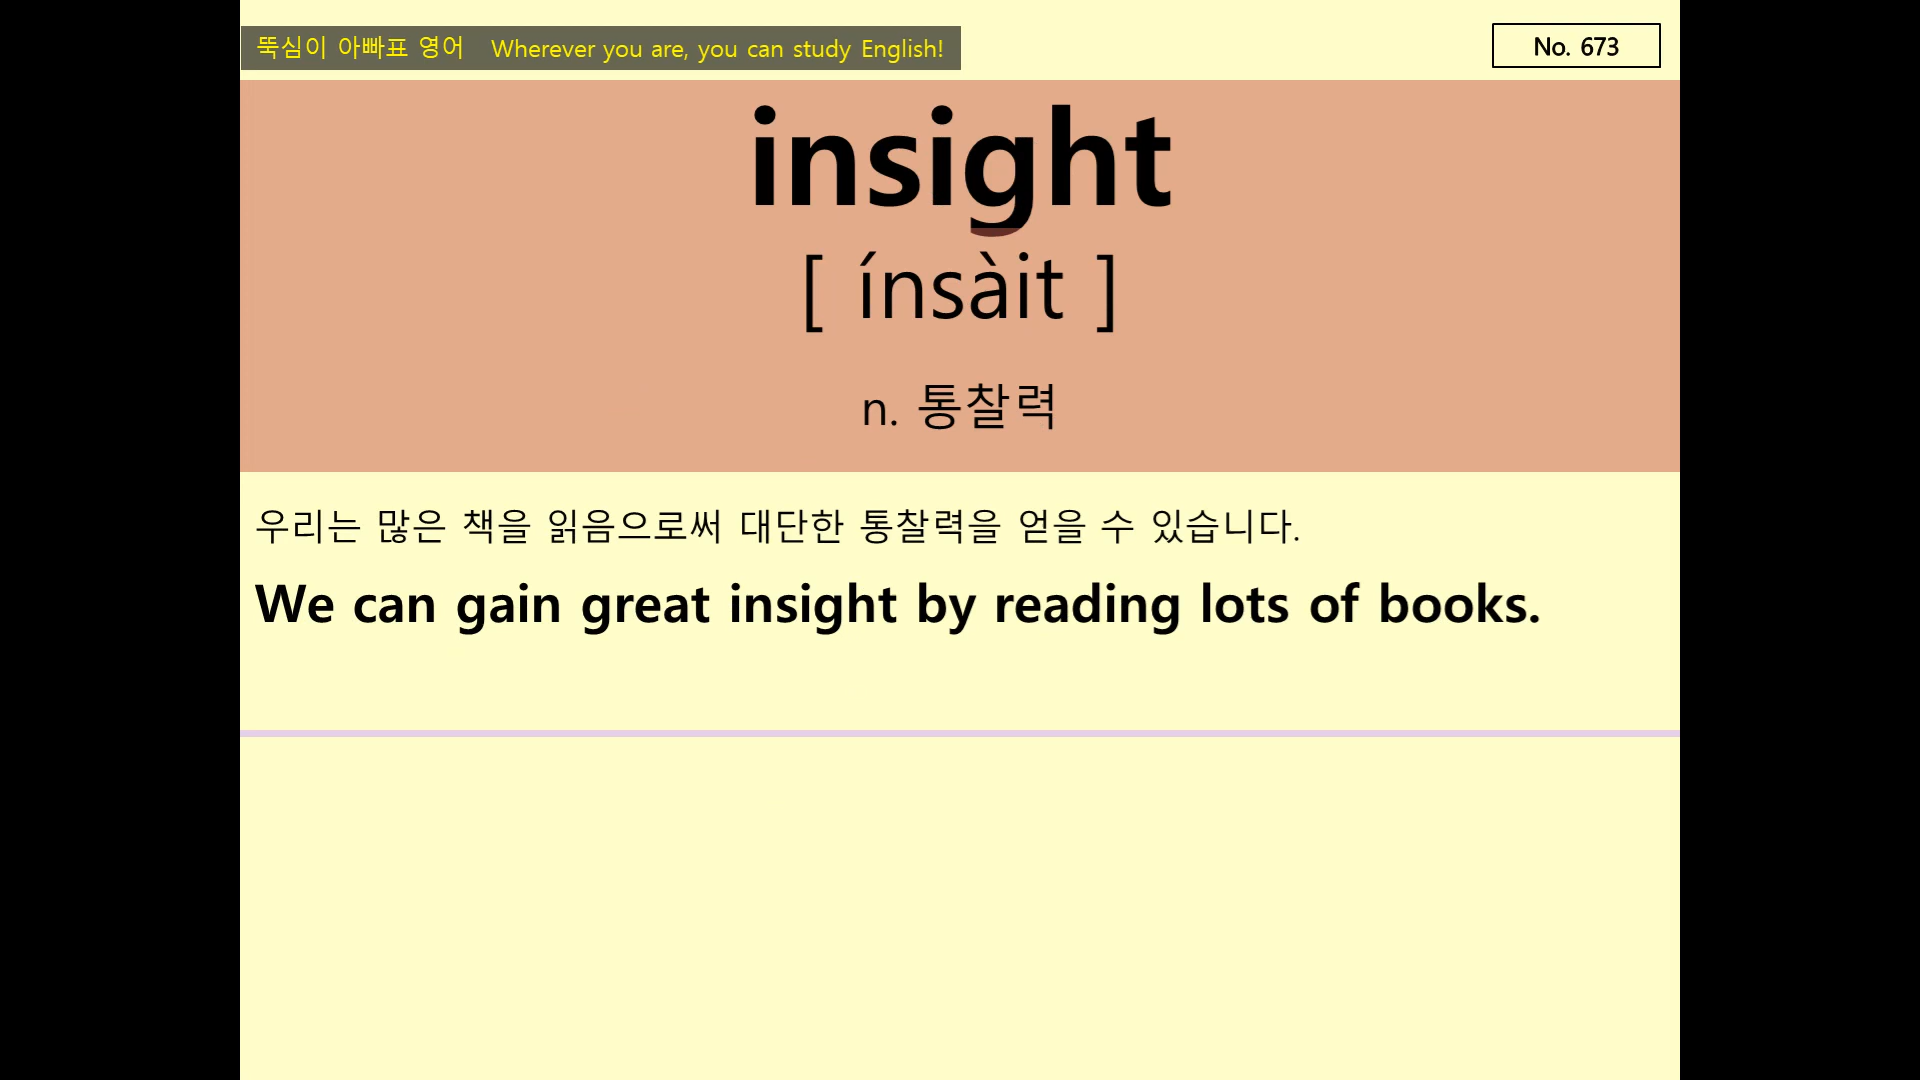 뚝심이 아빠표 영어 Wherever you are, you can study English!
No. 673
insight
[ ínsàit ]
n. 통찰력
우리는 많은 책을 읽음으로써 대단한 통찰력을 얻을 수 있습니다.
We can gain great insight by reading lots of books.